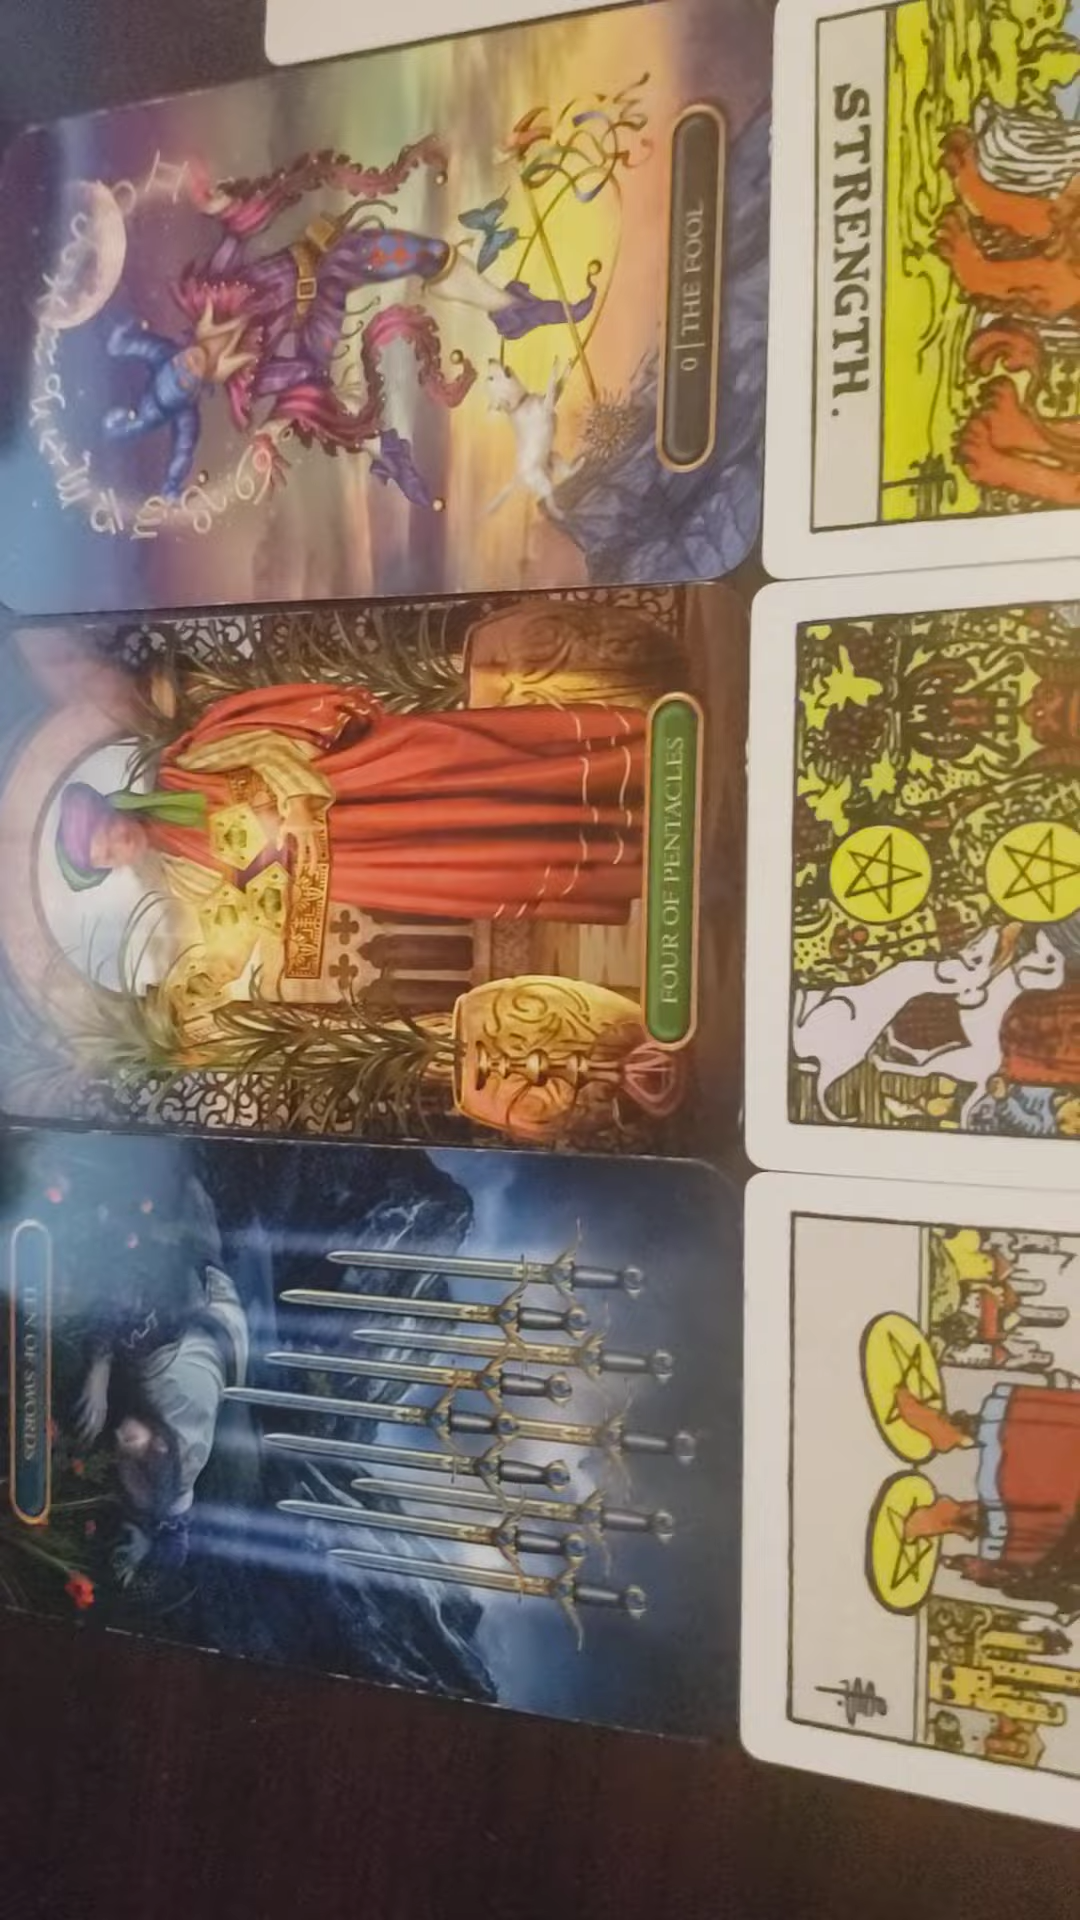 0 | THE FOOL
STRENGTH.
FOUR OF PENTACLES
TEN OF SWORDS